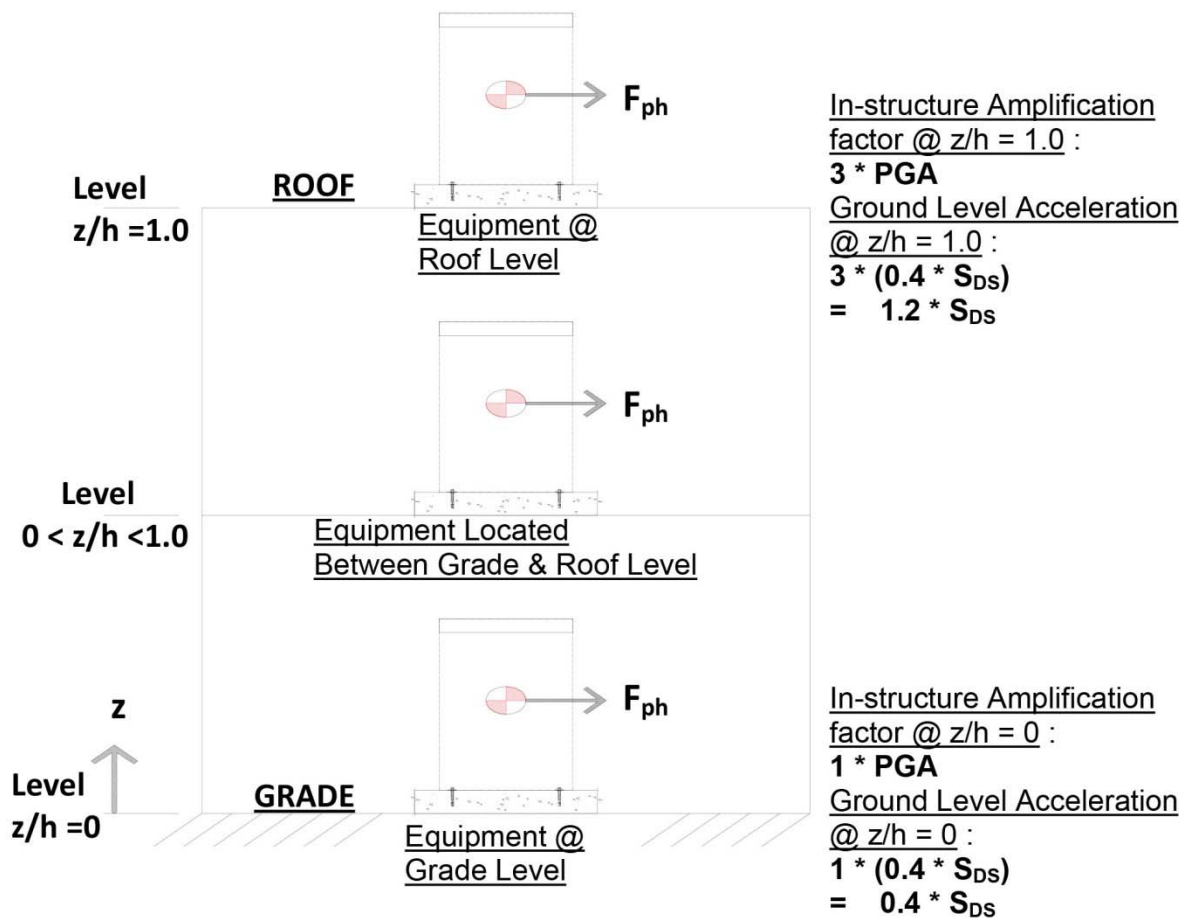 F_ph
In-structure Amplification
factor @ z/h = 1.0 :
3 * PGA
Ground Level Acceleration
@ z/h = 1.0 :
3 * (0.4 * S_DS)
= 1.2 * S_DS
Level
z/h =1.0
ROOF
Equipment @
Roof Level
F_ph
Level
0 < z/h <1.0
Equipment Located
Between Grade & Roof Level
F_ph
z
Level
z/h =0
GRADE
Equipment @
Grade Level
In-structure Amplification
factor @ z/h = 0 :
1 * PGA
Ground Level Acceleration
@ z/h = 0 :
1 * (0.4 * S_DS)
= 0.4 * S_DS